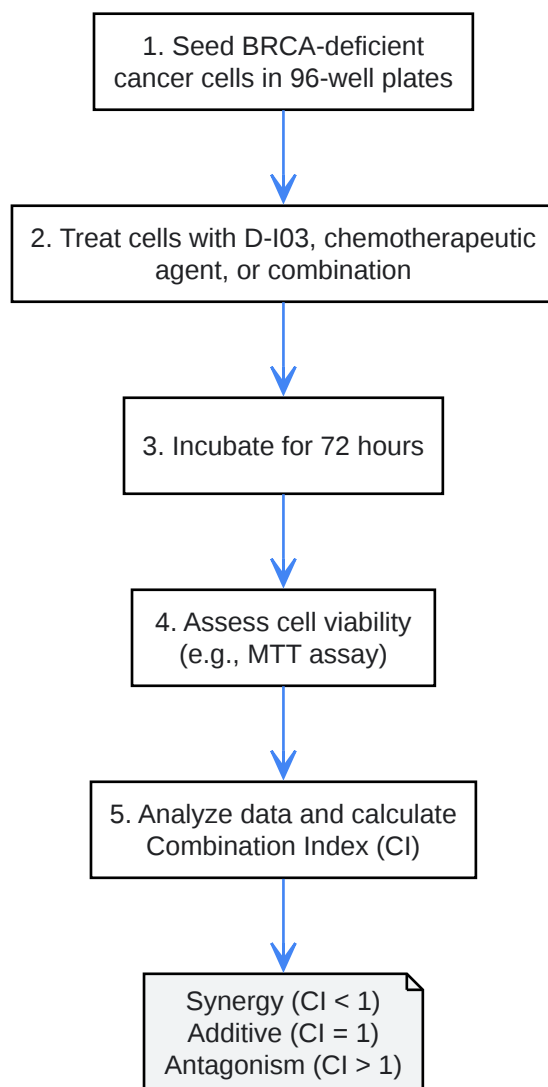 1. Seed BRCA-deficient
cancer cells in 96-well plates
2. Treat cells with D-I03, chemotherapeutic
agent, or combination
3. Incubate for 72 hours
4. Assess cell viability
(e.g., MTT assay)
5. Analyze data and calculate
Combination Index (CI)
Synergy (CI < 1)
Additive (CI = 1)
Antagonism (CI > 1)